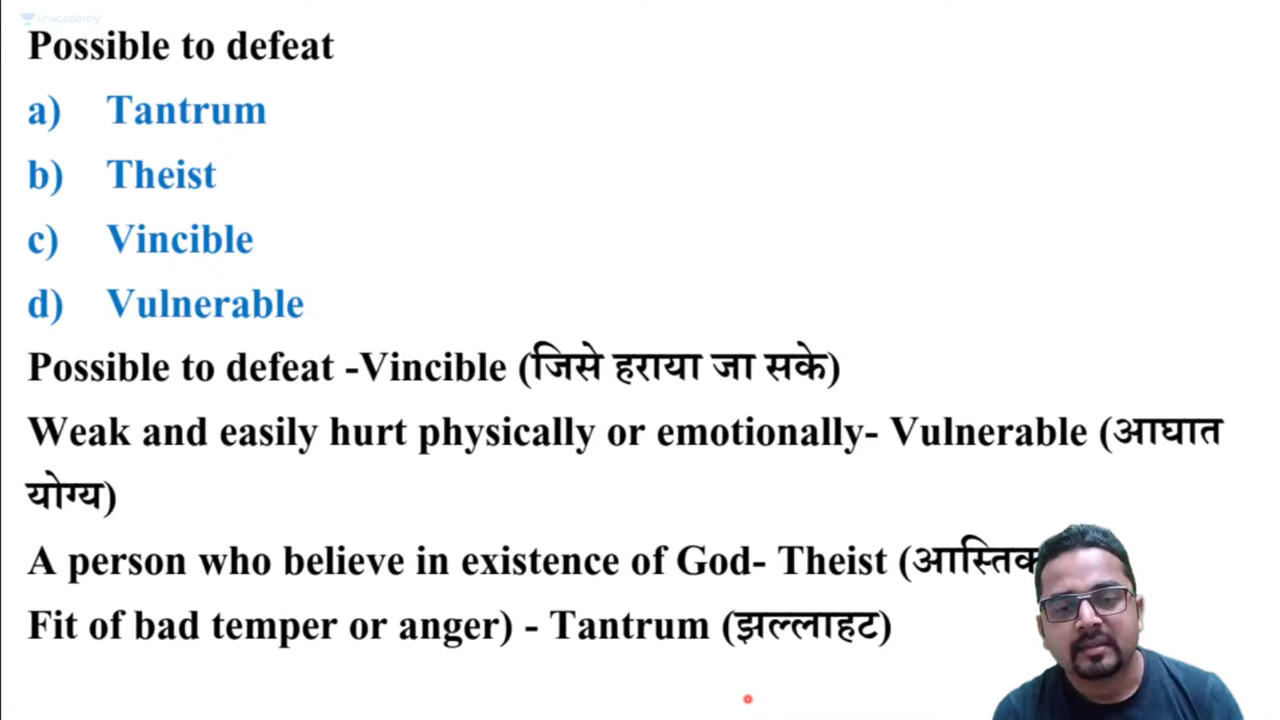 unacademy
Possible to defeat
a) Tantrum
b) Theist
c) Vincible
d) Vulnerable
Possible to defeat -Vincible (जिसे हराया जा सके)
Weak and easily hurt physically or emotionally- Vulnerable (आघात
योग्य)
A person who believe in existence of God- Theist (आस्तिक
Fit of bad temper or anger) - Tantrum (झल्लाहट)